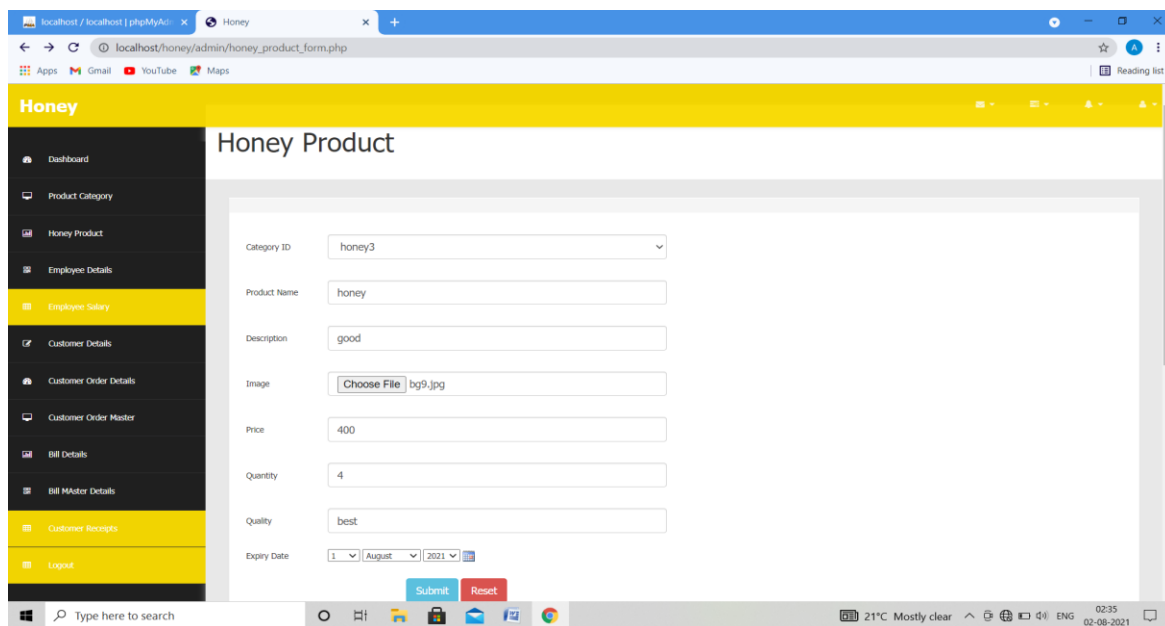 localhost / localhost | phpMyAd
Honey
localhost/honey/admin/honey_product_form.php
A
Apps Gmail YouTube Maps Reading list
Honey
Honey Product
Dashboard
Product Category
Honey Product
Employee Details
Employee Salary
Customer Details
Customer Order Details
Customer Order Master
Bill Details
Bill MAster Details
Customer Receipts
Logout
Category ID honey3
Product Name honey
Description good
Image Choose File bg9.jpg
Price 400
Quantity 4
Quality best
Expiry Date 1 August 2021
Submit Reset
Type here to search
21°C Mostly clear ENG 02:35
02-08-2021